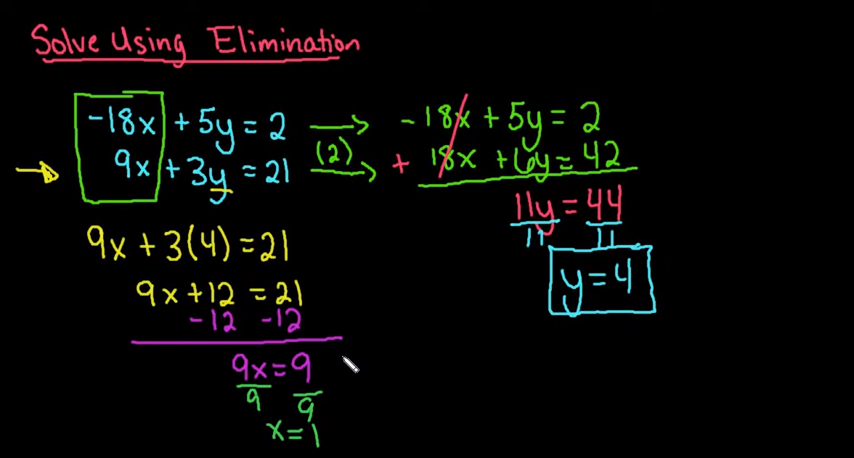 Solve Using Elimination
-18x + 5y = 2
9x + 3y = 21
(2)
-18x + 5y = 2
+ 18x + 6y = 42
11y = 44
11 11
y = 4
9x + 3(4) = 21
9x + 12 = 21
-12 -12
9x = 9
9 9
x = 1